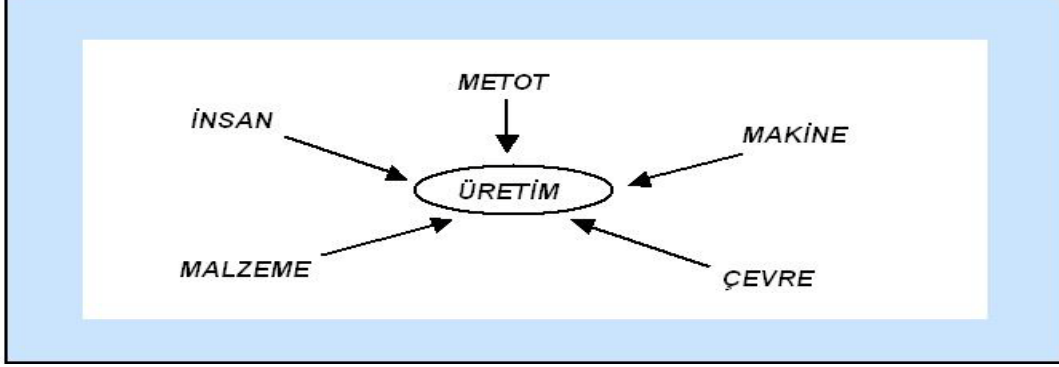 METOT
İNSAN
MAKİNE
ÜRETİM
MALZEME
ÇEVRE